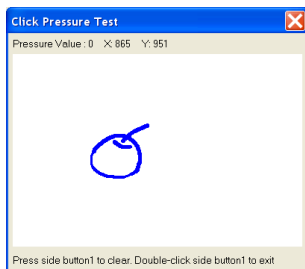 Click Pressure Test
Pressure Value : 0 X: 865 Y: 951
Press side button1 to clear. Double-click side button1 to exit